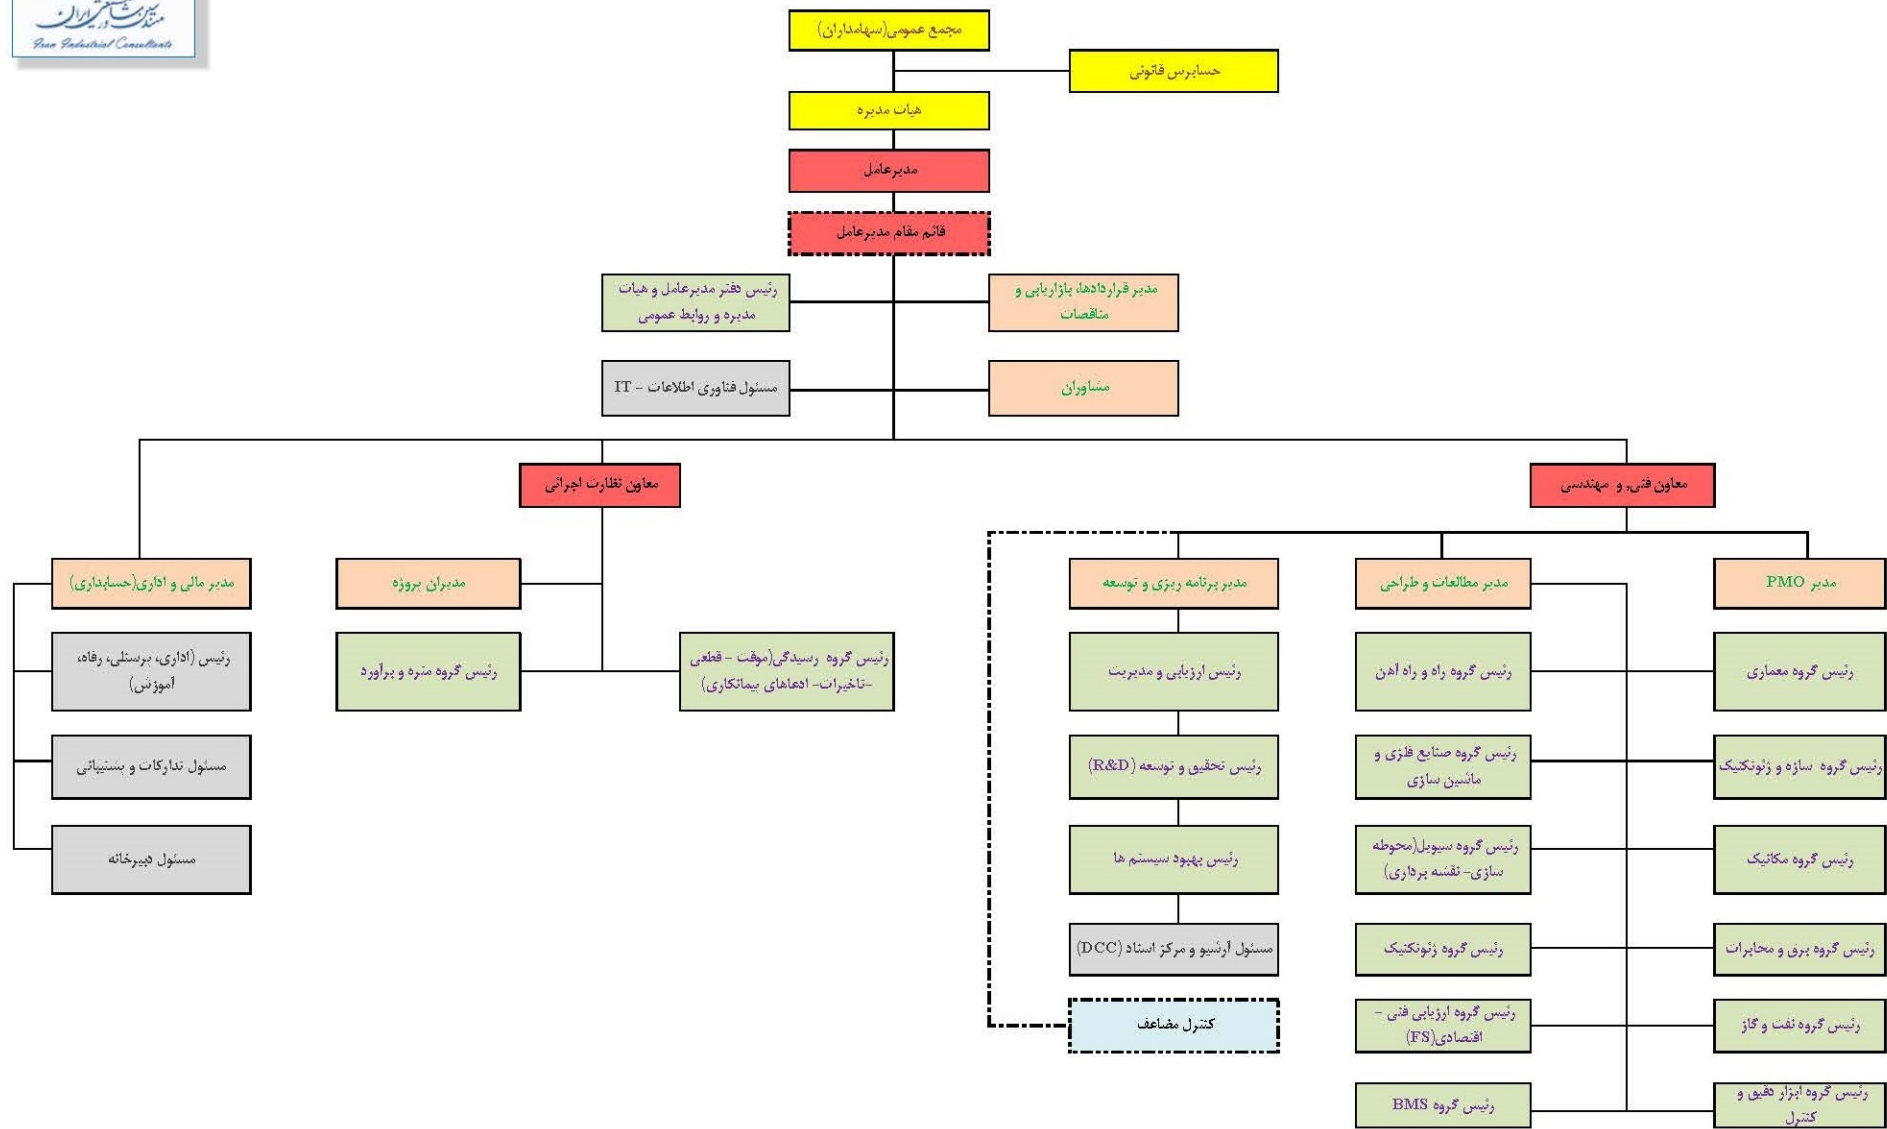 مهندسین مشاور صنعتی ایران
Iran Industrial Consultants
مجمع عمومی(سهامداران)
حسابرس قانونی
هیات مدیره
مدیرعامل
قائم مقام مدیرعامل
مدیر قراردادها، بازاریابی و
مناقصات
رئیس دفتر مدیرعامل و هیات
مدیره و روابط عمومی
مشاوران
مسئول فناوری اطلاعات - IT
معاون فنی, و مهندسی
معاون نظارت اجرائی
مدیر PMO
مدیر مطالعات و طراحی
مدیر برنامه ریزی و توسعه
مدیران پروژه
مدیر مالی و اداری(حسابداری)
رئیس گروه معماری
رئیس گروه راه و راه آهن
رئیس ارزیابی و مدیریت
رئیس گروه رسیدگی(موقت - قطعی
-تاخیرات- ادعاهای پیمانکاری)
رئیس گروه متره و برآورد
رئیس (اداری، پرسنلی، رفاه،
آموزش)
رئیس گروه سازه و ژئوتکنیک
رئیس گروه صنایع فلزی و
ماشین سازی
رئیس تحقیق و توسعه (R&D)
مسئول تدارکات و پشتیبانی
رئیس گروه مکانیک
رئیس گروه سیویل(محوطه
سازی- نقشه برداری)
رئیس بهبود سیستم ها
مسئول دبیرخانه
رئیس گروه برق و مخابرات
رئیس گروه ژئوتکنیک
مسئول آرشیو و مرکز اسناد (DCC)
رئیس گروه نفت و گاز
رئیس گروه ارزیابی فنی -
اقتصادی(FS)
کنترل مضاعف
رئیس گروه ابزار دقیق و
کنترل
رئیس گروه BMS